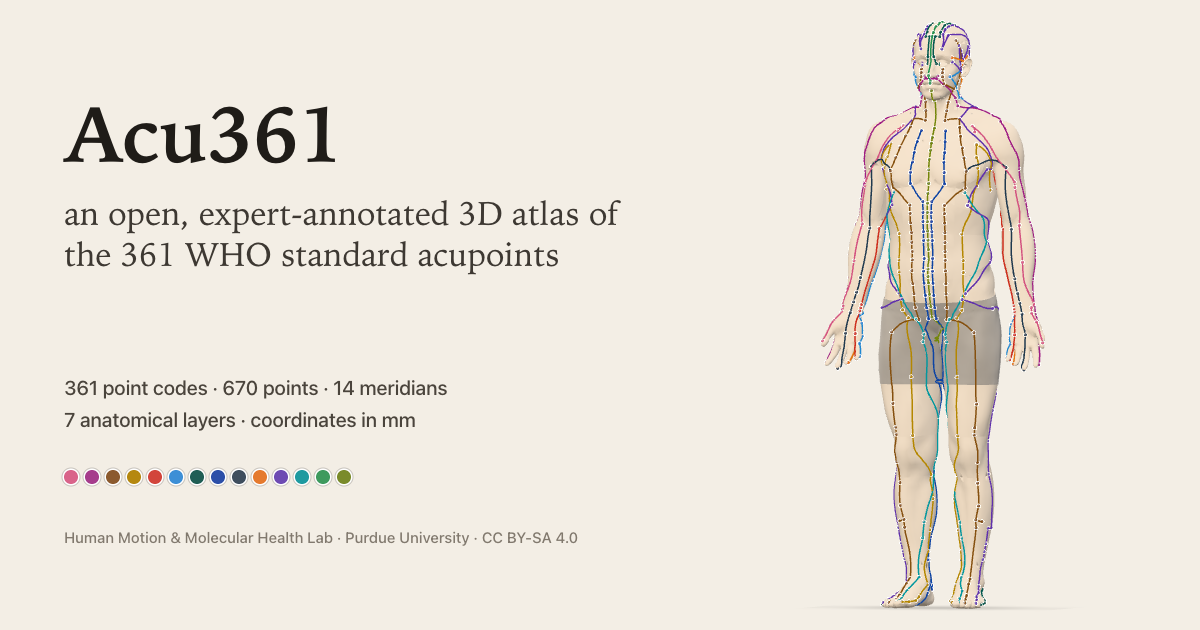 Acu361
an open, expert-annotated 3D atlas of
the 361 WHO standard acupoints
361 point codes · 670 points · 14 meridians
7 anatomical layers · coordinates in mm
Human Motion & Molecular Health Lab · Purdue University · CC BY-SA 4.0